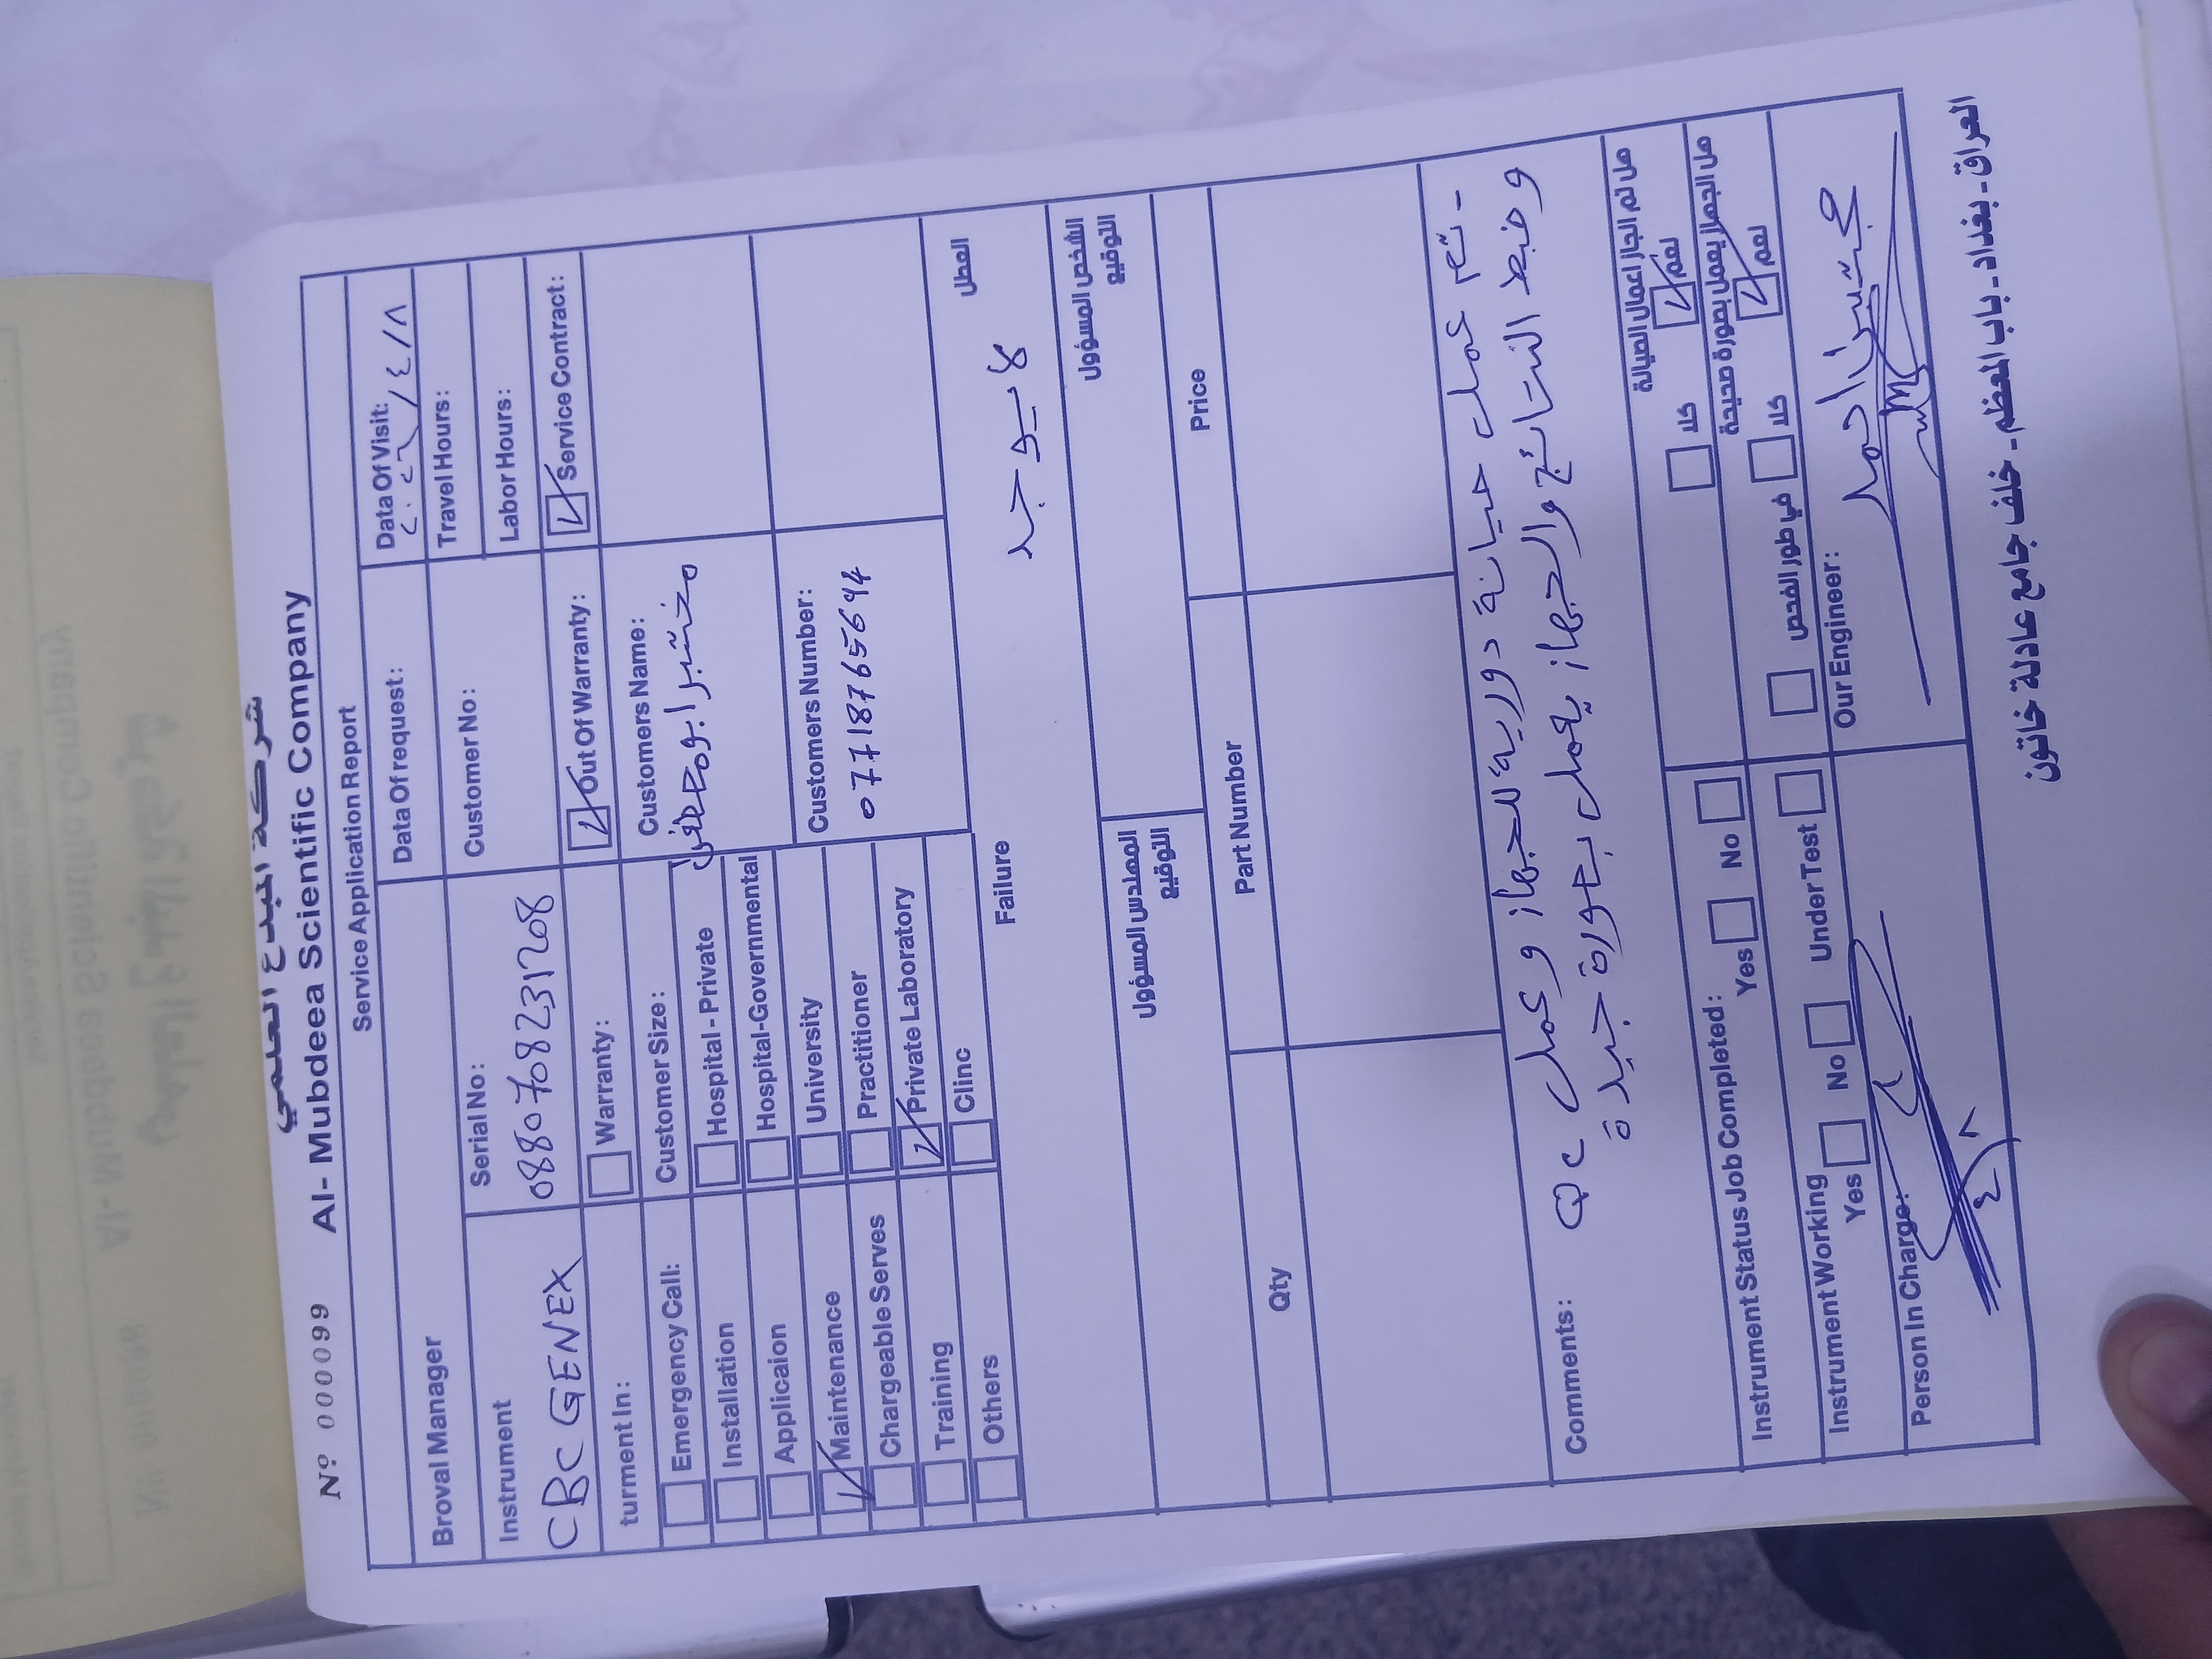 شركة المبدع العلمي
Nº 000099 Al- Mubdeea Scientific Company
Service Application Report
Data Of request:
Data Of Visit:
٢٠٢٦/٤/٨
Broval Manager
Customer No:
Travel Hours:
Labor Hours:
Instrument
CBC GENEX
Serial No:
0880708231208
Warranty:
Out Of Warranty:
Service Contract:
turment In:
Emergency Call:
Installation
Applicaion
Maintenance
Chargeable Serves
Training
Others
Customer Size:
Hospital - Private
Hospital-Governmental
University
Practitioner
Private Laboratory
Clinc
Customers Name:
مختبر ابو مصطفى
Customers Number:
07718765694
Failure
العطل
لا يوجد
المهندس المسؤول
التوقيع
الشخص المسؤول
التوقيع
Qty
Part Number
Price
Comments:
- تم عمل صيانة دورية للجهاز وعمل QC
وضبط النتائج والجهاز يعمل بصورة جيدة
Instrument Status Job Completed:
Yes No
هل تم انجاز اعمال الصيانة
كلا نعم
Instrument Working
Yes No Under Test
هل الجهاز يعمل بصورة صحيحة
في طور الفحص كلا نعم
Person In Charge:
٤/٨
Our Engineer:
العراق - بغداد - باب المعظم - خلف جامع عادلة خاتون